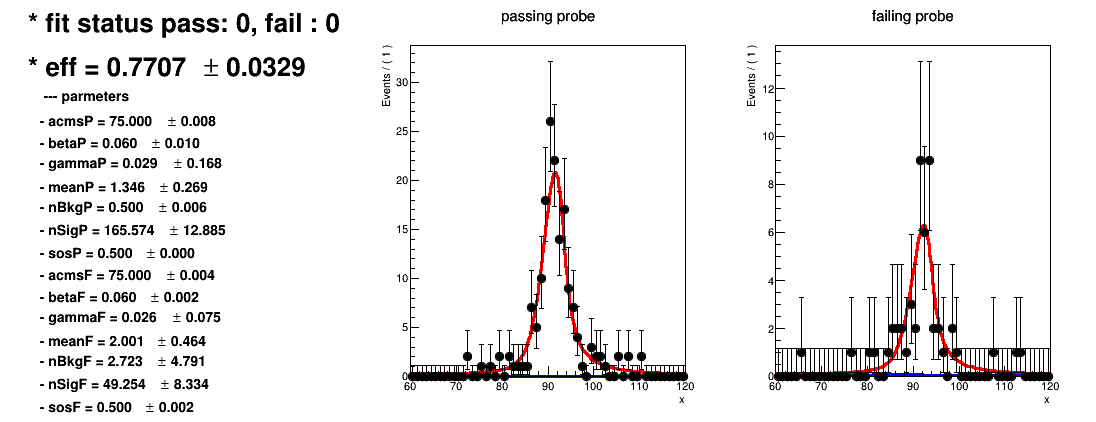 * fit status pass: 0, fail : 0
* eff = 0.7707 ± 0.0329
--- parmeters
- acmsP = 75.000 ± 0.008
- betaP = 0.060 ± 0.010
- gammaP = 0.029 ± 0.168
- meanP = 1.346 ± 0.269
- nBkgP = 0.500 ± 0.006
- nSigP = 165.574 ± 12.885
- sosP = 0.500 ± 0.000
- acmsF = 75.000 ± 0.004
- betaF = 0.060 ± 0.002
- gammaF = 0.026 ± 0.075
- meanF = 2.001 ± 0.464
- nBkgF = 2.723 ± 4.791
- nSigF = 49.254 ± 8.334
- sosF = 0.500 ± 0.002
passing probe
Events / ( 1 )
30
25
20
15
10
5
0
60 70 80 90 100 110 120
x
failing probe
Events / ( 1 )
12
10
8
6
4
2
0
60 70 80 90 100 110 120
x